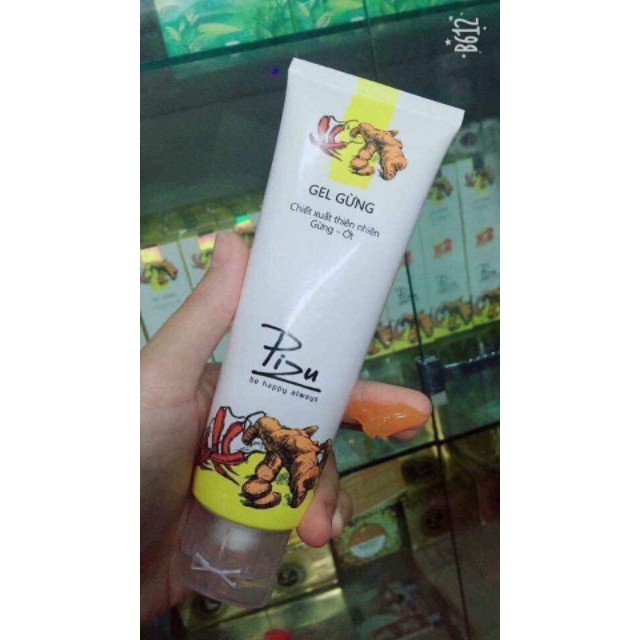 B612
GEL GỪNG
Chiết xuất thiên nhiên
Gừng - Ớt
Pizu
be happy always